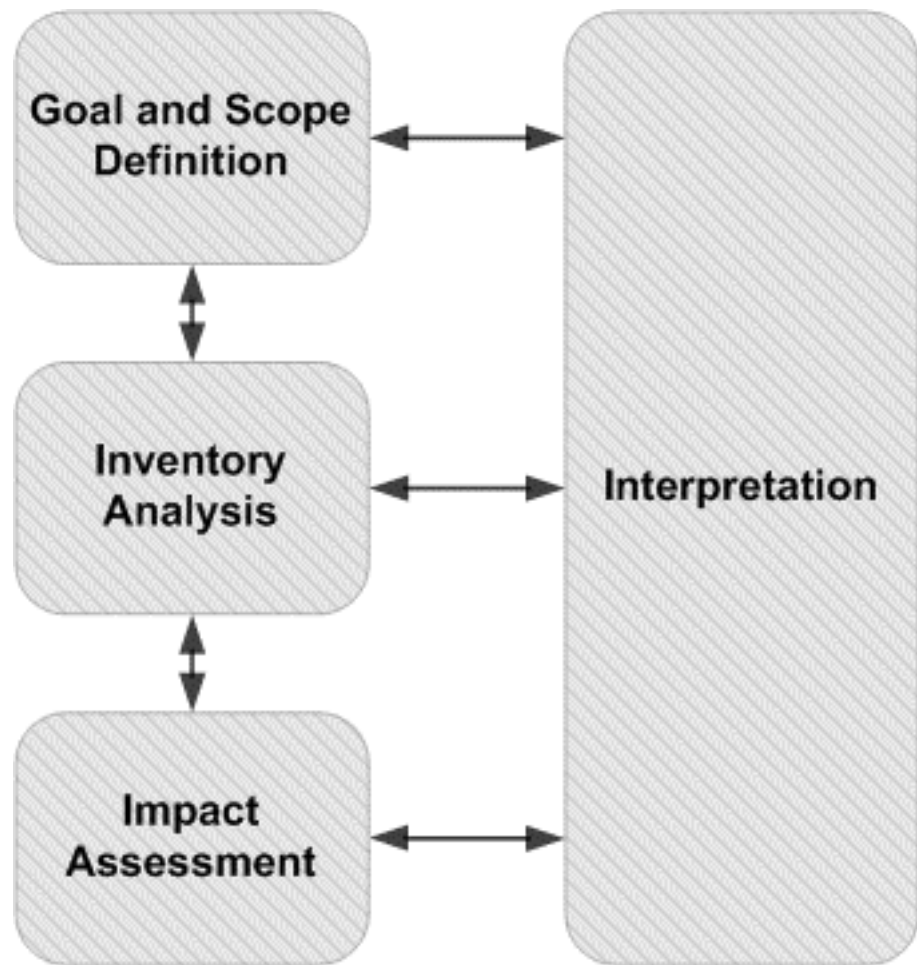 Goal and Scope
Definition
Inventory
Analysis
Interpretation
Impact
Assessment